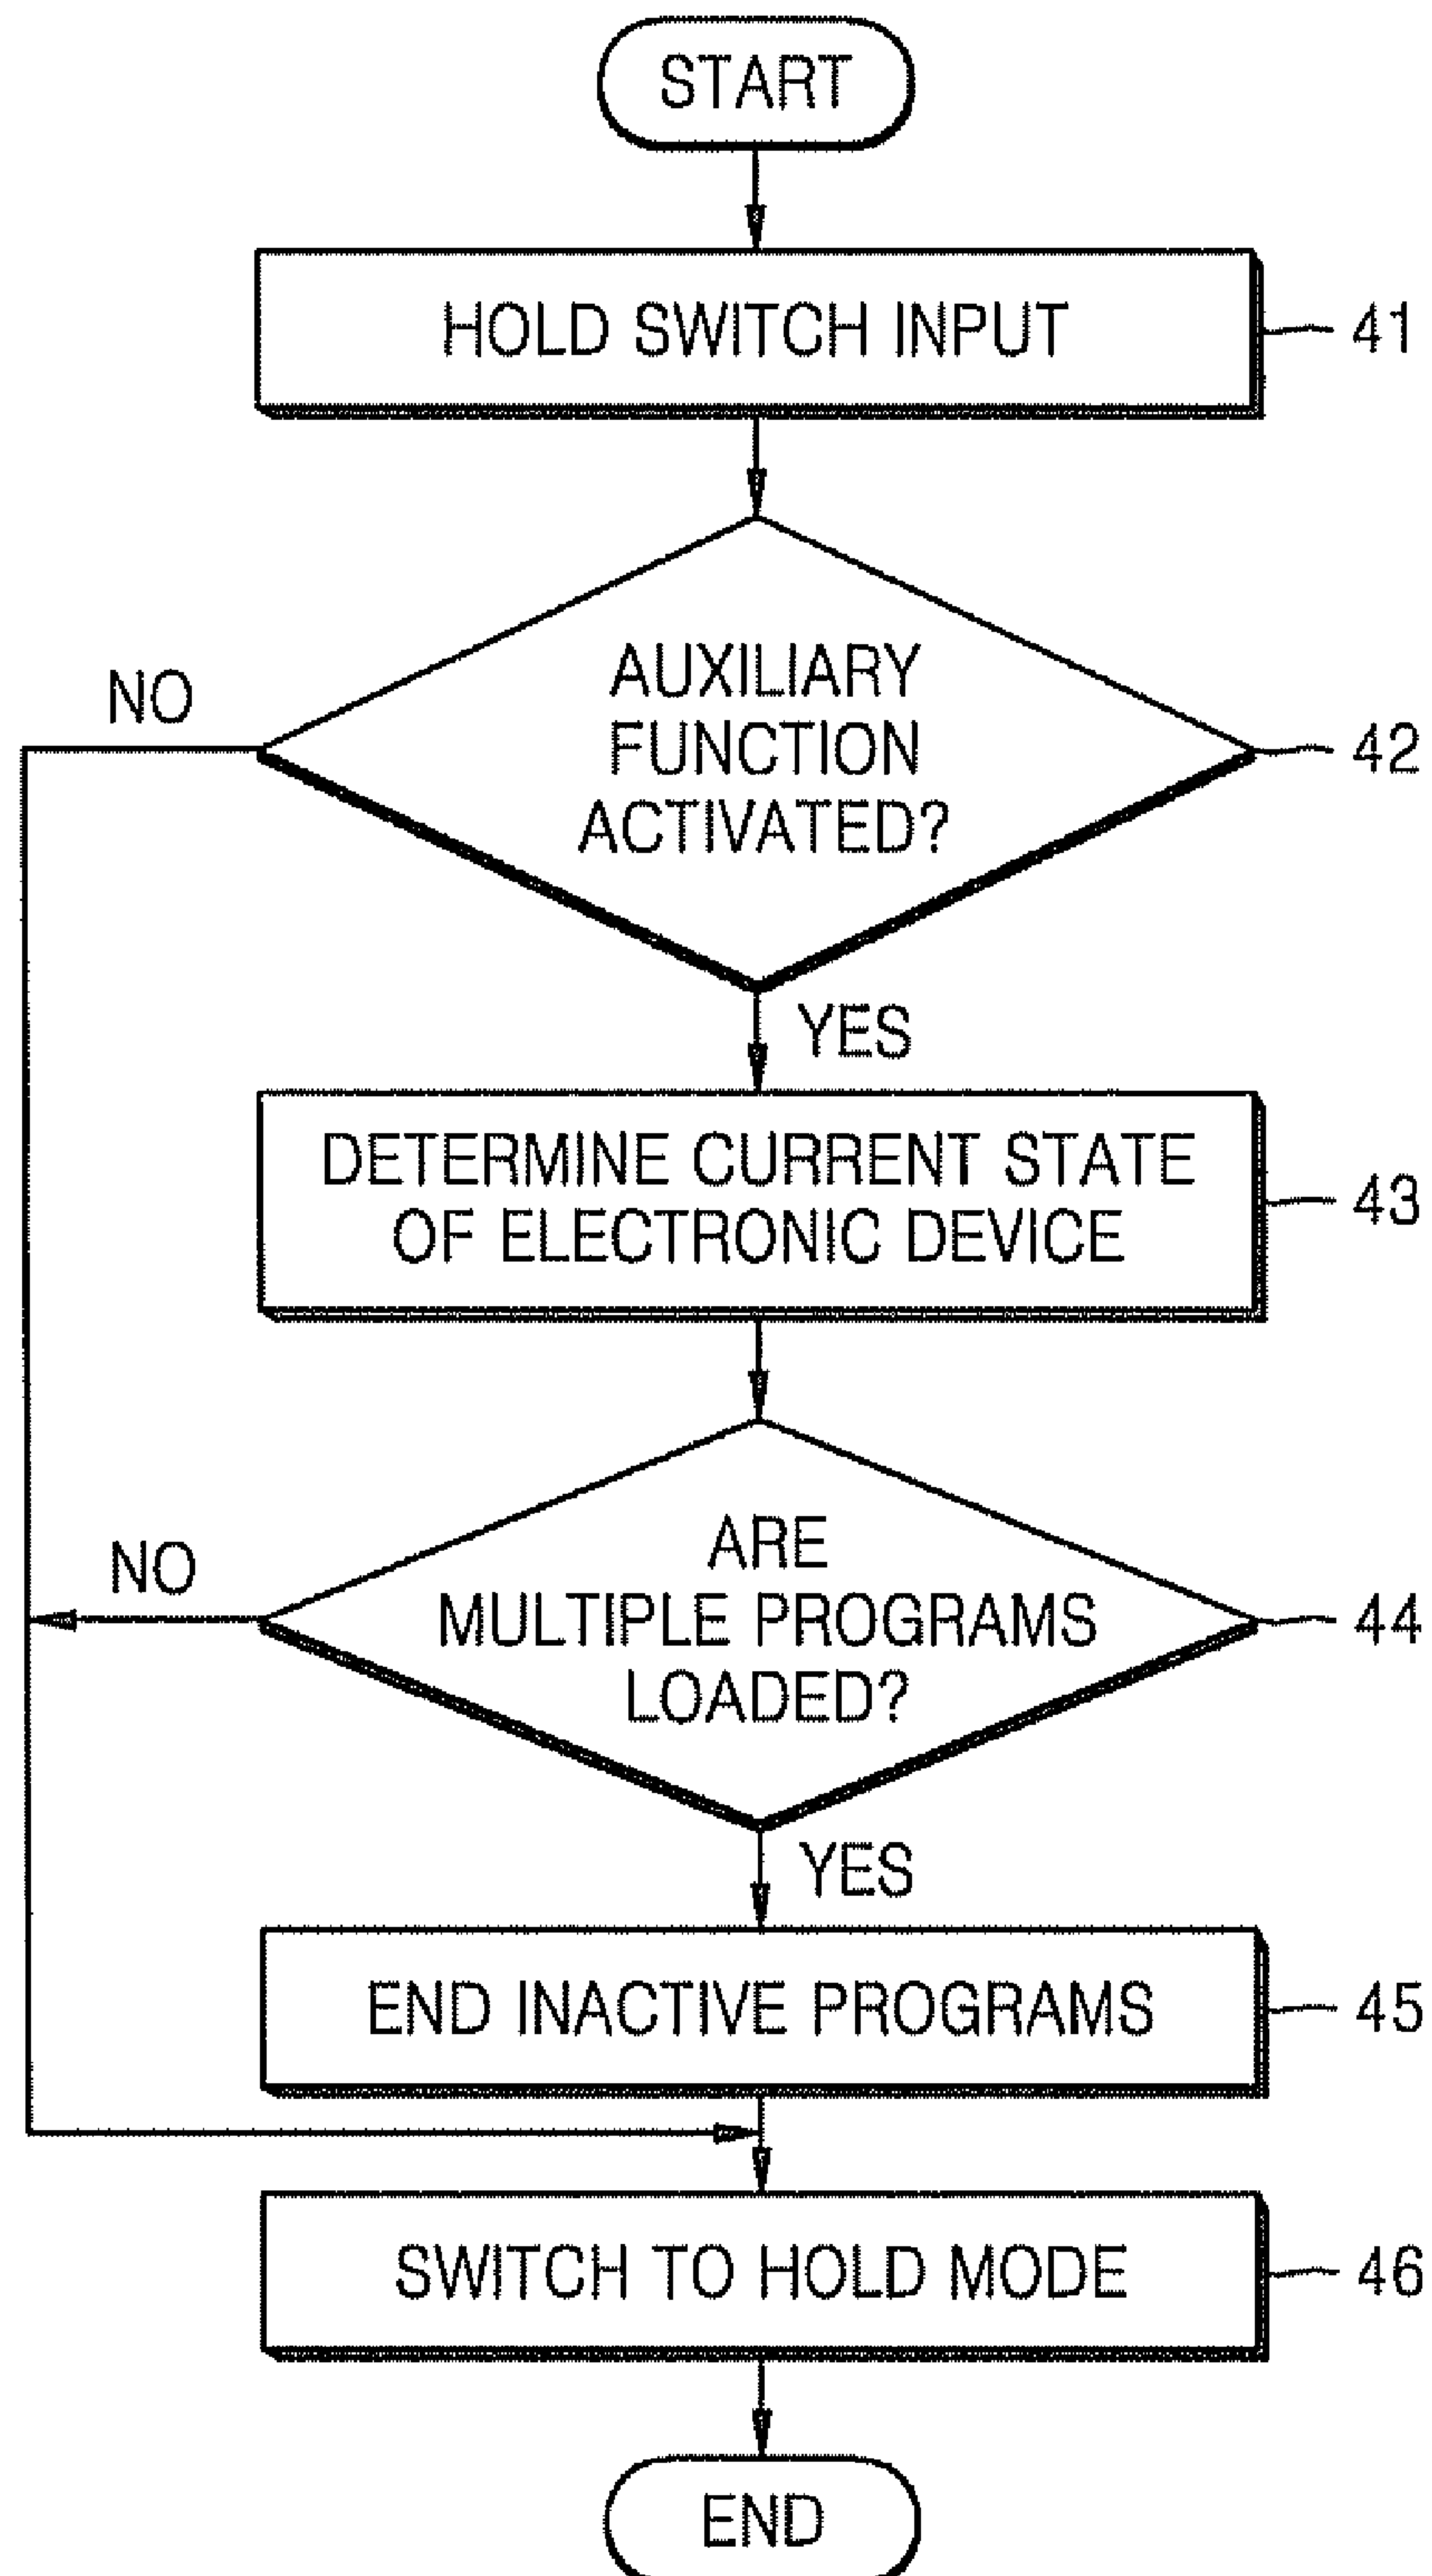 START
HOLD SWITCH INPUT
41
AUXILIARY
FUNCTION
ACTIVATED?
42
NO
YES
DETERMINE CURRENT STATE
OF ELECTRONIC DEVICE
43
ARE
MULTIPLE PROGRAMS
LOADED?
44
NO
YES
END INACTIVE PROGRAMS
45
SWITCH TO HOLD MODE
46
END